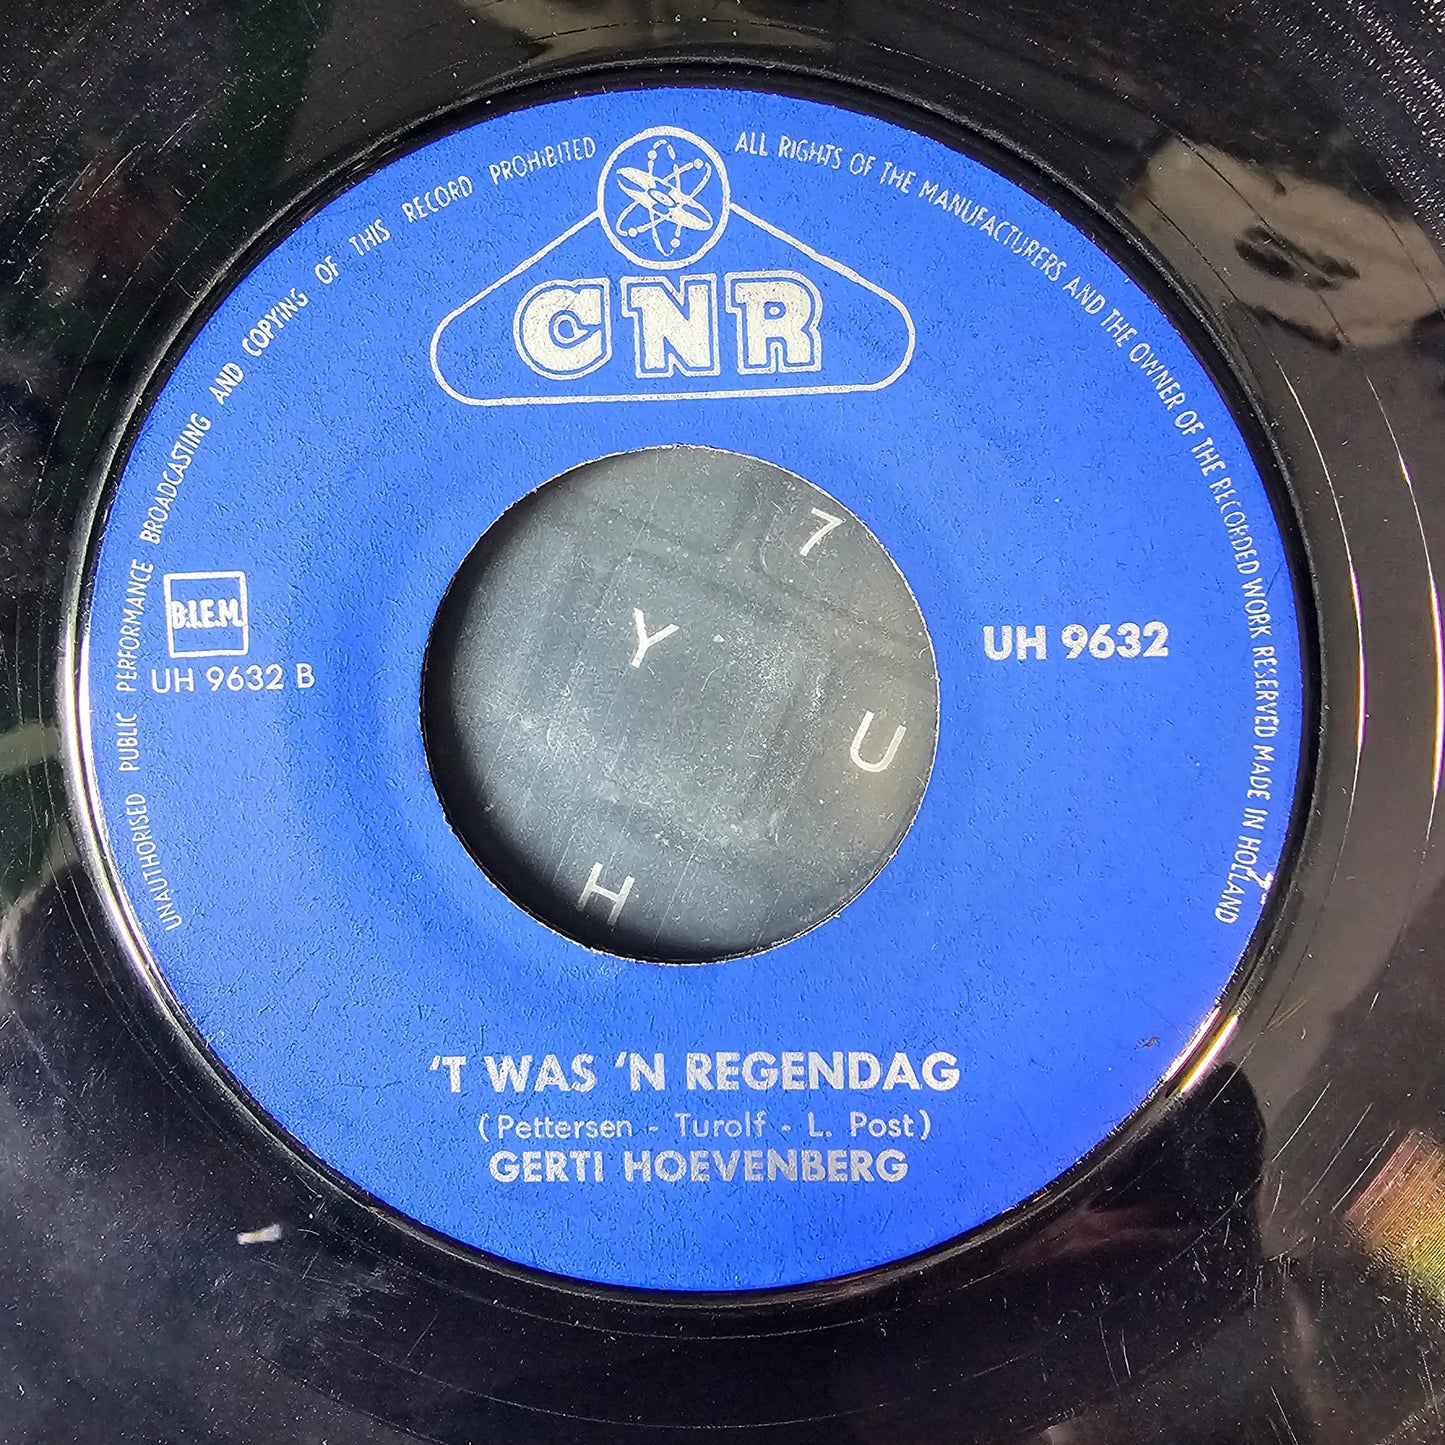 UNAUTHORISED PUBLIC PERFORMANCE BROADCASTING AND COPYING OF THIS RECORD PROHIBITED
ALL RIGHTS OF THE MANUFACTURERS AND THE OWNER OF THE RECORDED WORK RESERVED MADE IN HOLLAND
CNR
B.I.E.M.
UH 9632 B
UH 9632
7
Y
U
H
'T WAS 'N REGENDAG
(Pettersen - Turolf - L. Post)
GERTI HOEVENBERG